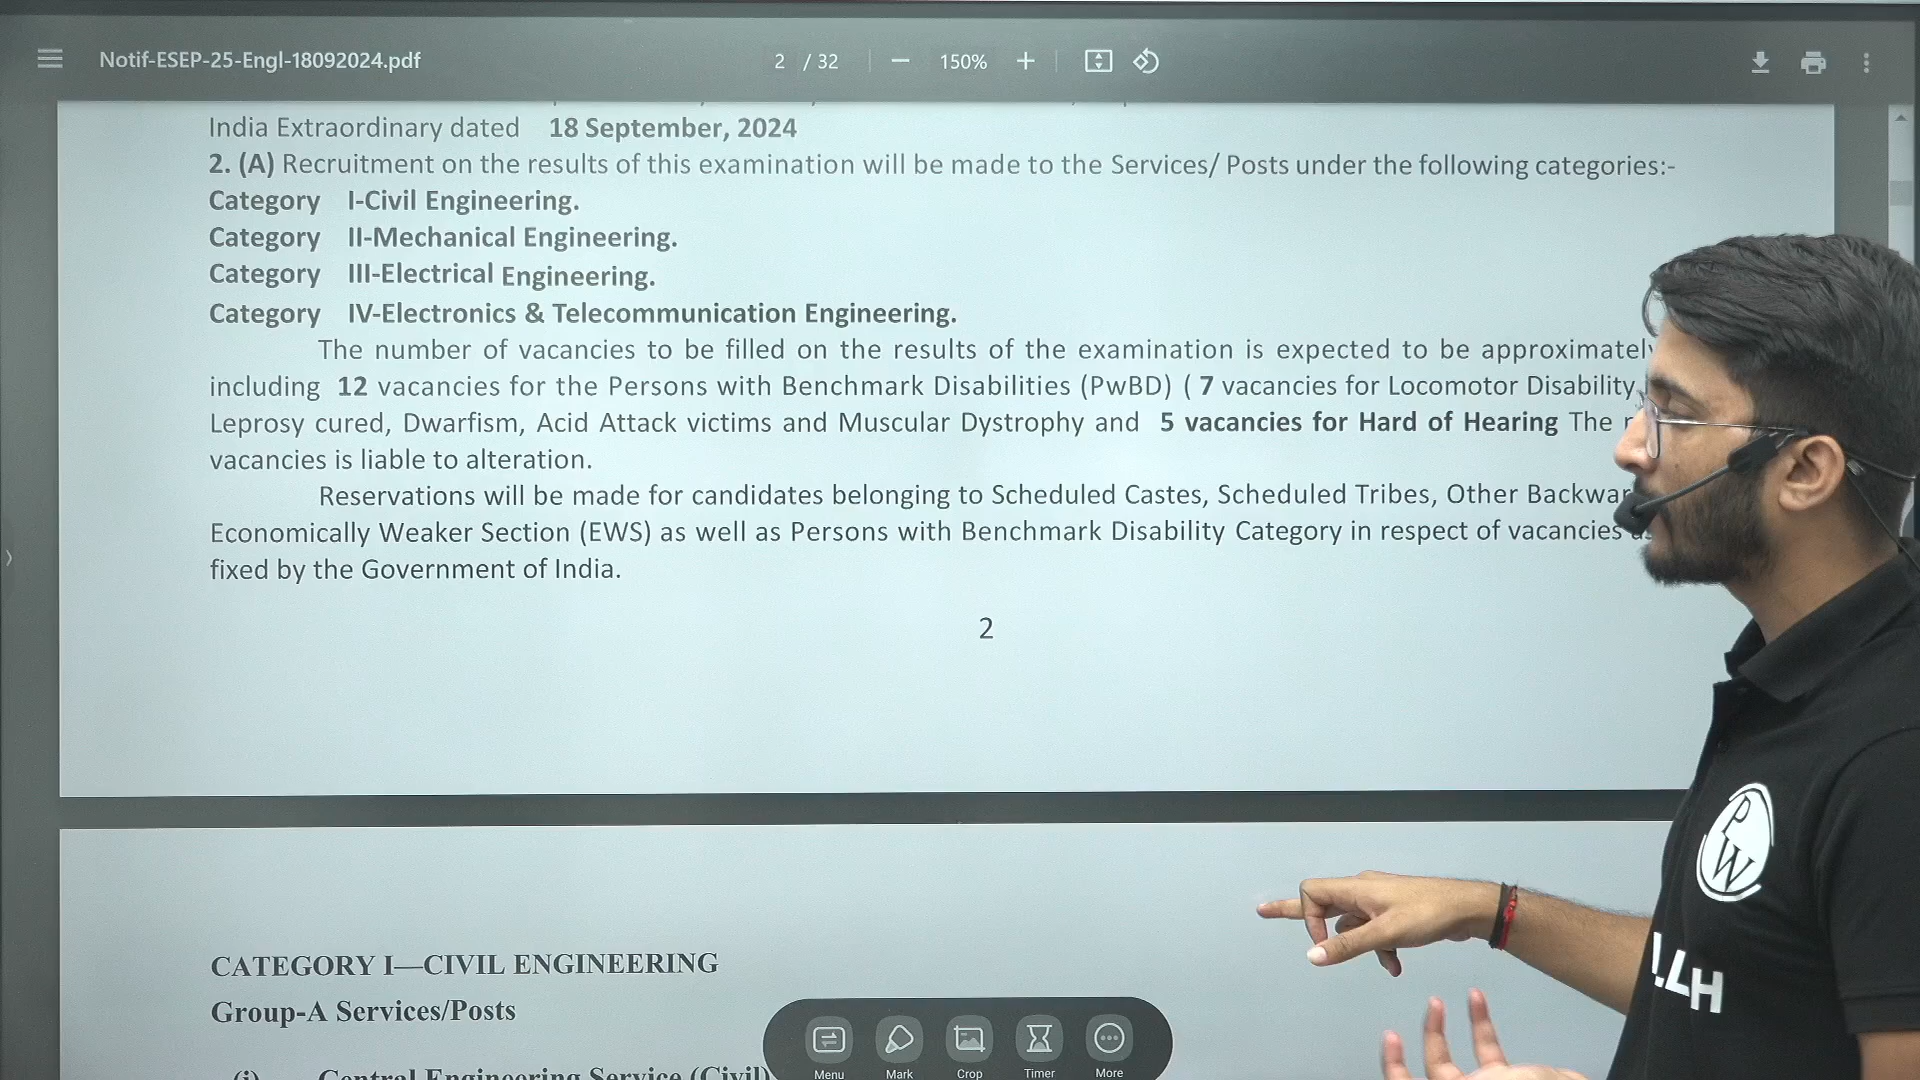 Notif-ESEP-25-Engl-18092024.pdf
2 / 32
150%
India Extraordinary dated 18 September, 2024
2. (A) Recruitment on the results of this examination will be made to the Services/ Posts under the following categories:-
Category I-Civil Engineering.
Category II-Mechanical Engineering.
Category III-Electrical Engineering.
Category IV-Electronics & Telecommunication Engineering.
The number of vacancies to be filled on the results of the examination is expected to be approximately
including 12 vacancies for the Persons with Benchmark Disabilities (PwBD) ( 7 vacancies for Locomotor Disability
Leprosy cured, Dwarfism, Acid Attack victims and Muscular Dystrophy and 5 vacancies for Hard of Hearing The
vacancies is liable to alteration.
Reservations will be made for candidates belonging to Scheduled Castes, Scheduled Tribes, Other
Economically Weaker Section (EWS) as well as Persons with Benchmark Disability Category in respect of vacancies
fixed by the Government of India.
2
CATEGORY I—CIVIL ENGINEERING
Group-A Services/Posts
(i) Central Engineering Service (Civil)
Menu Mark Crop Timer More
PW